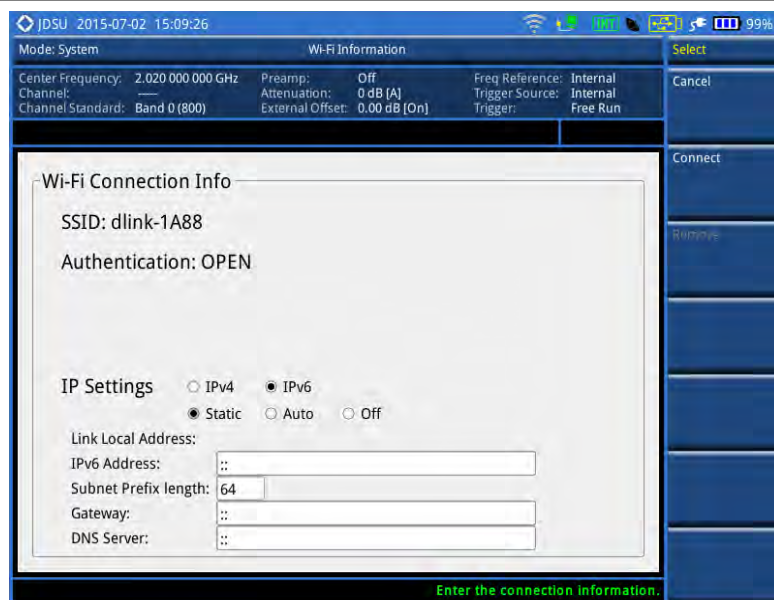 JDSU 2015-07-02 15:09:26
99%
Mode: System
Wi-Fi Information
Select
Center Frequency: 2.020 000 000 GHz Preamp: Off Freq Reference: Internal
Channel: ---- Attenuation: 0 dB [A] Trigger Source: Internal
Channel Standard: Band 0 (800) External Offset: 0.00 dB [On] Trigger: Free Run
Cancel
Connect
Remove
Wi-Fi Connection Info
SSID: dlink-1A88
Authentication: OPEN
IP Settings IPv4 IPv6
Static Auto Off
Link Local Address:
IPv6 Address: ::
Subnet Prefix length: 64
Gateway: ::
DNS Server: ::
Enter the connection information.